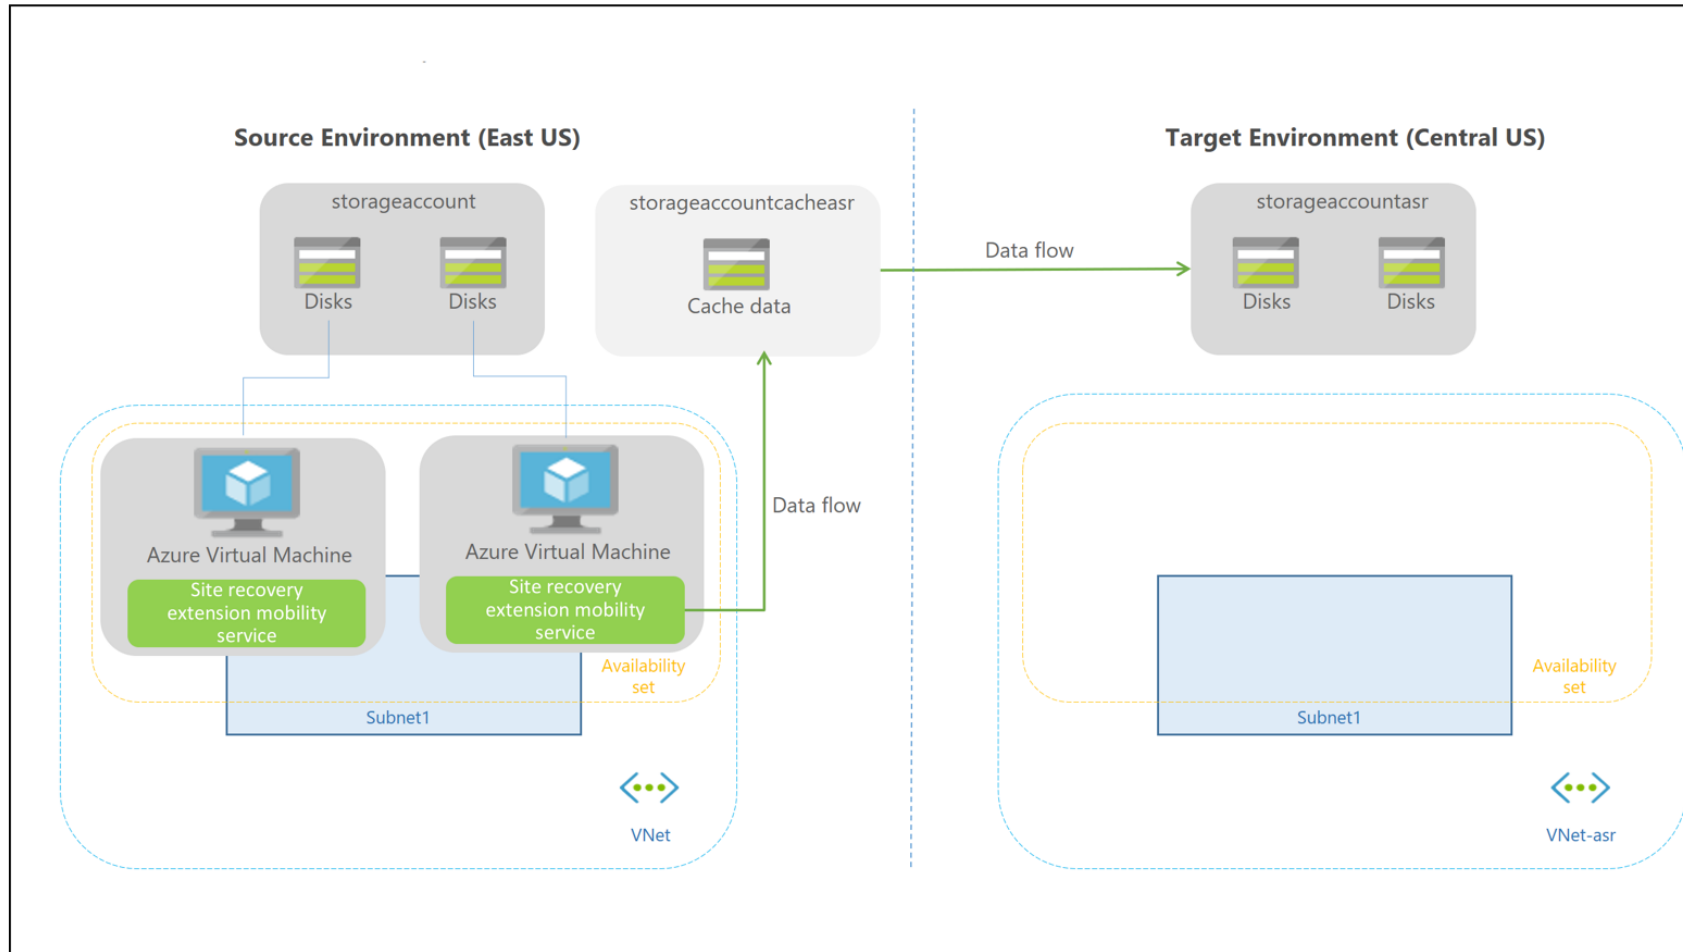 Source Environment (East US)
Target Environment (Central US)
storageaccount
Disks
Disks
storageaccountcacheasr
Cache data
Data flow
storageaccountasr
Disks
Disks
Data flow
Azure Virtual Machine
Site recovery
extension mobility
service
Azure Virtual Machine
Site recovery
extension mobility
service
Availability
set
Subnet1
VNet
Availability
set
Subnet1
VNet-asr